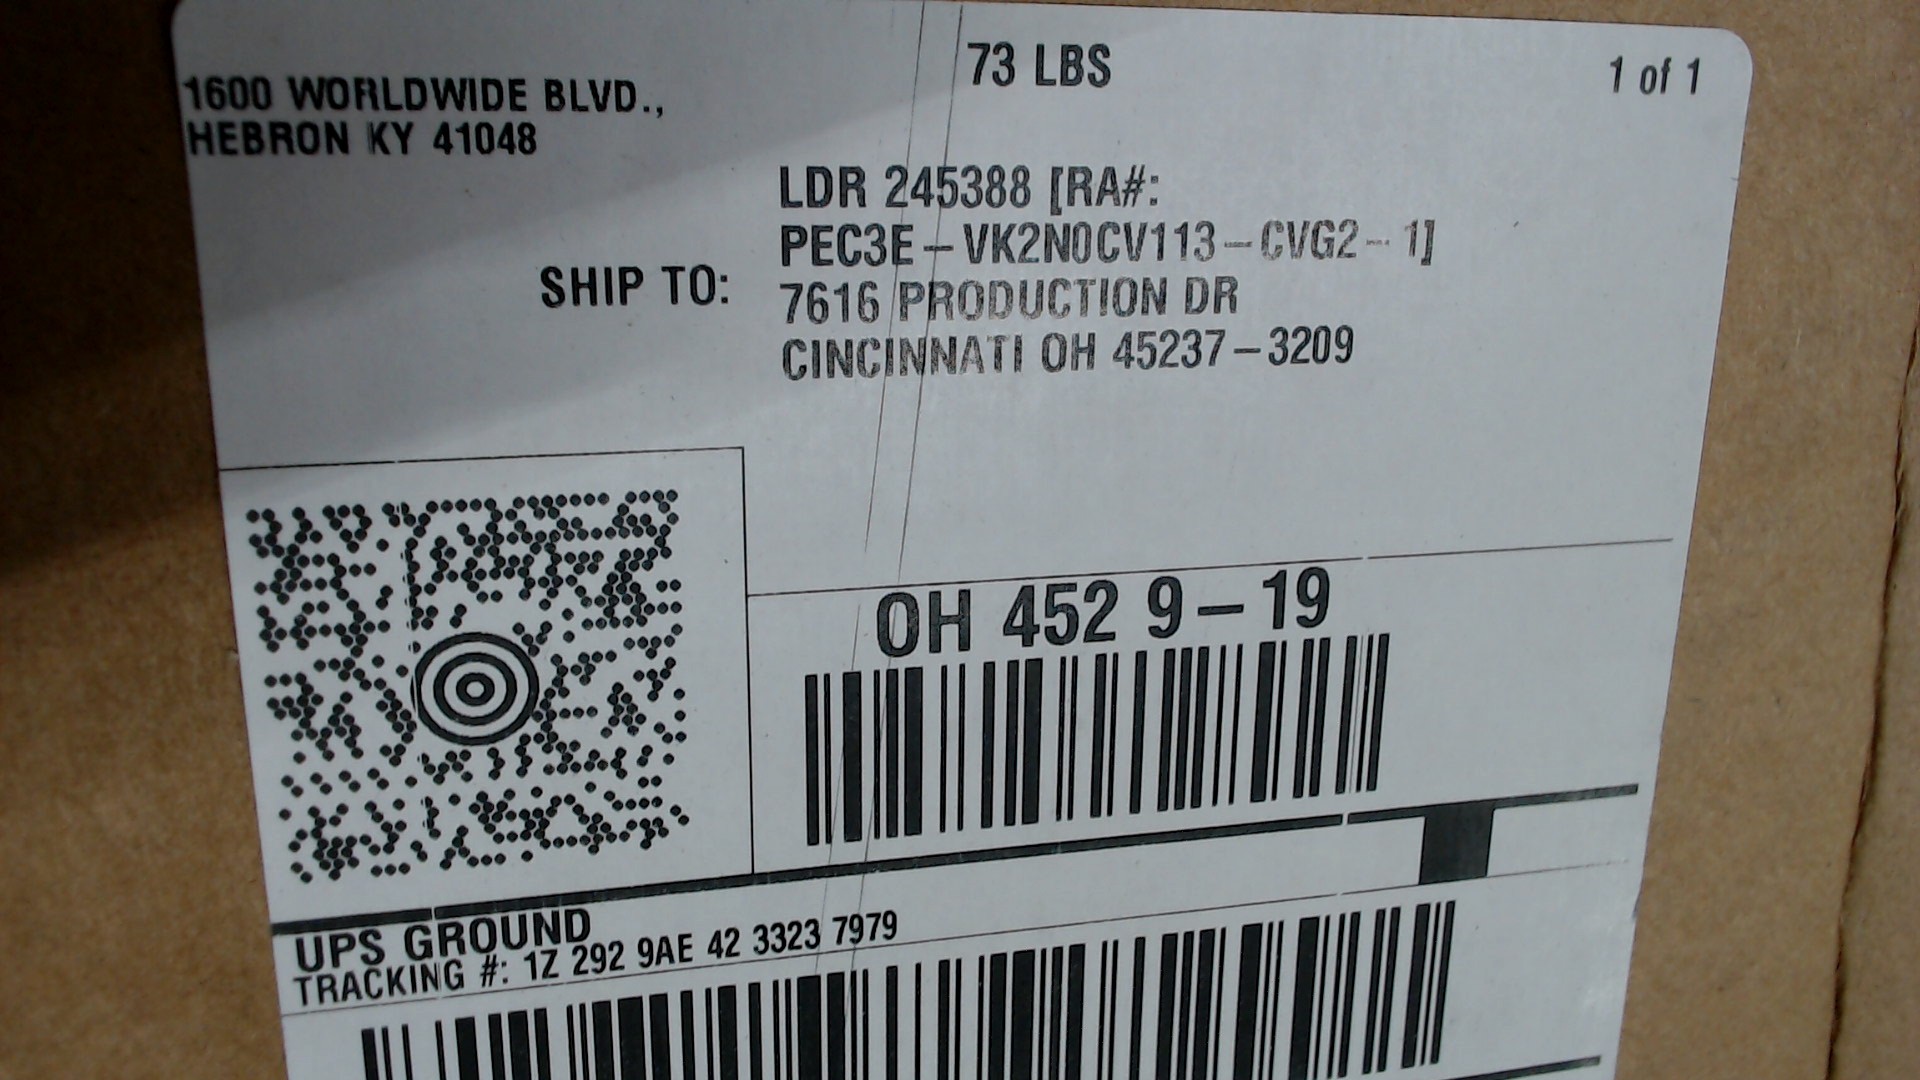 1600 WORLDWIDE BLVD.,
HEBRON KY 41048
73 LBS
1 of 1
SHIP TO:
LDR 245388 [RA#:
PEC3E-VK2N0CV113-CVG2-1]
7616 PRODUCTION DR
CINCINNATI OH 45237-3209
OH 452 9-19
UPS GROUND
TRACKING #: 1Z 292 9AE 42 3323 7979